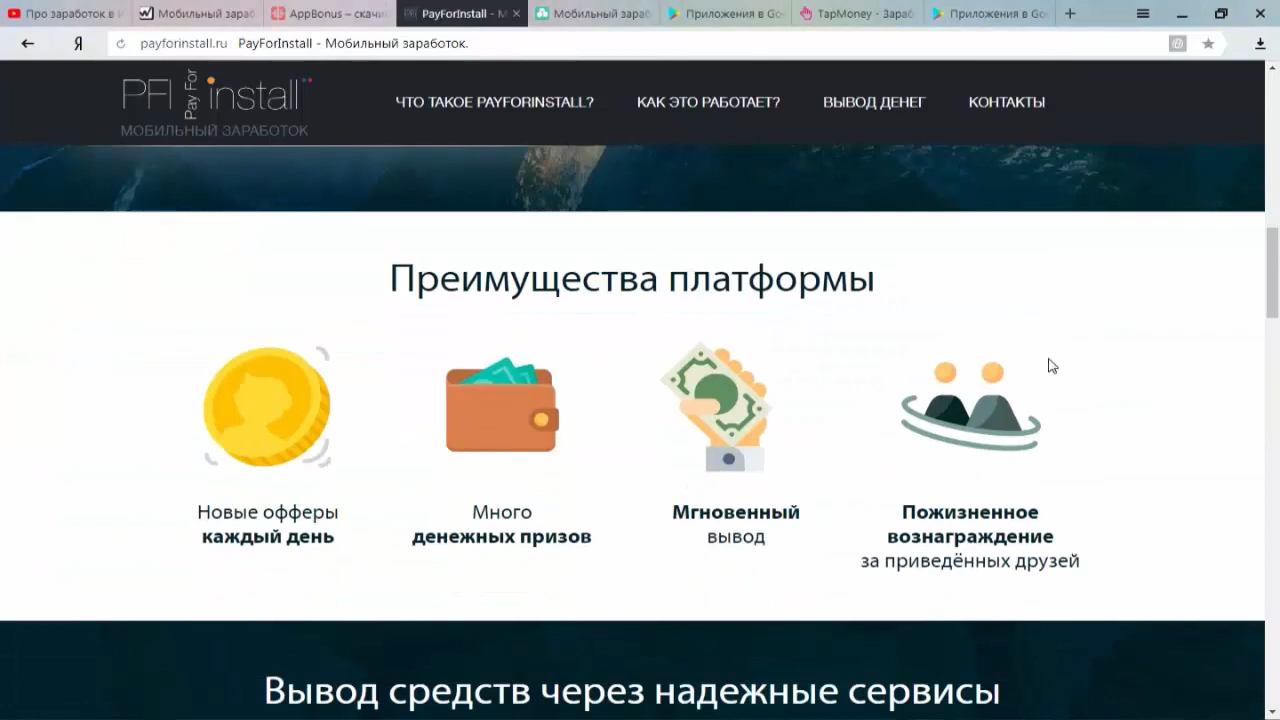 Про заработок в и
Мобильный зараб
AppBonus – скачи
PayForInstall - М
Мобильный зараб
Приложения в Go
TapMoney - Зараб
Приложения в Go
Я
payforinstall.ru PayForInstall - Мобильный заработок.
PFI Pay For install
МОБИЛЬНЫЙ ЗАРАБОТОК
ЧТО ТАКОЕ PAYFORINSTALL?
КАК ЭТО РАБОТАЕТ?
ВЫВОД ДЕНЕГ
КОНТАКТЫ
Преимущества платформы
Новые офферы
каждый день
Много
денежных призов
Мгновенный
вывод
Пожизненное
вознаграждение
за приведённых друзей
Вывод средств через надежные сервисы